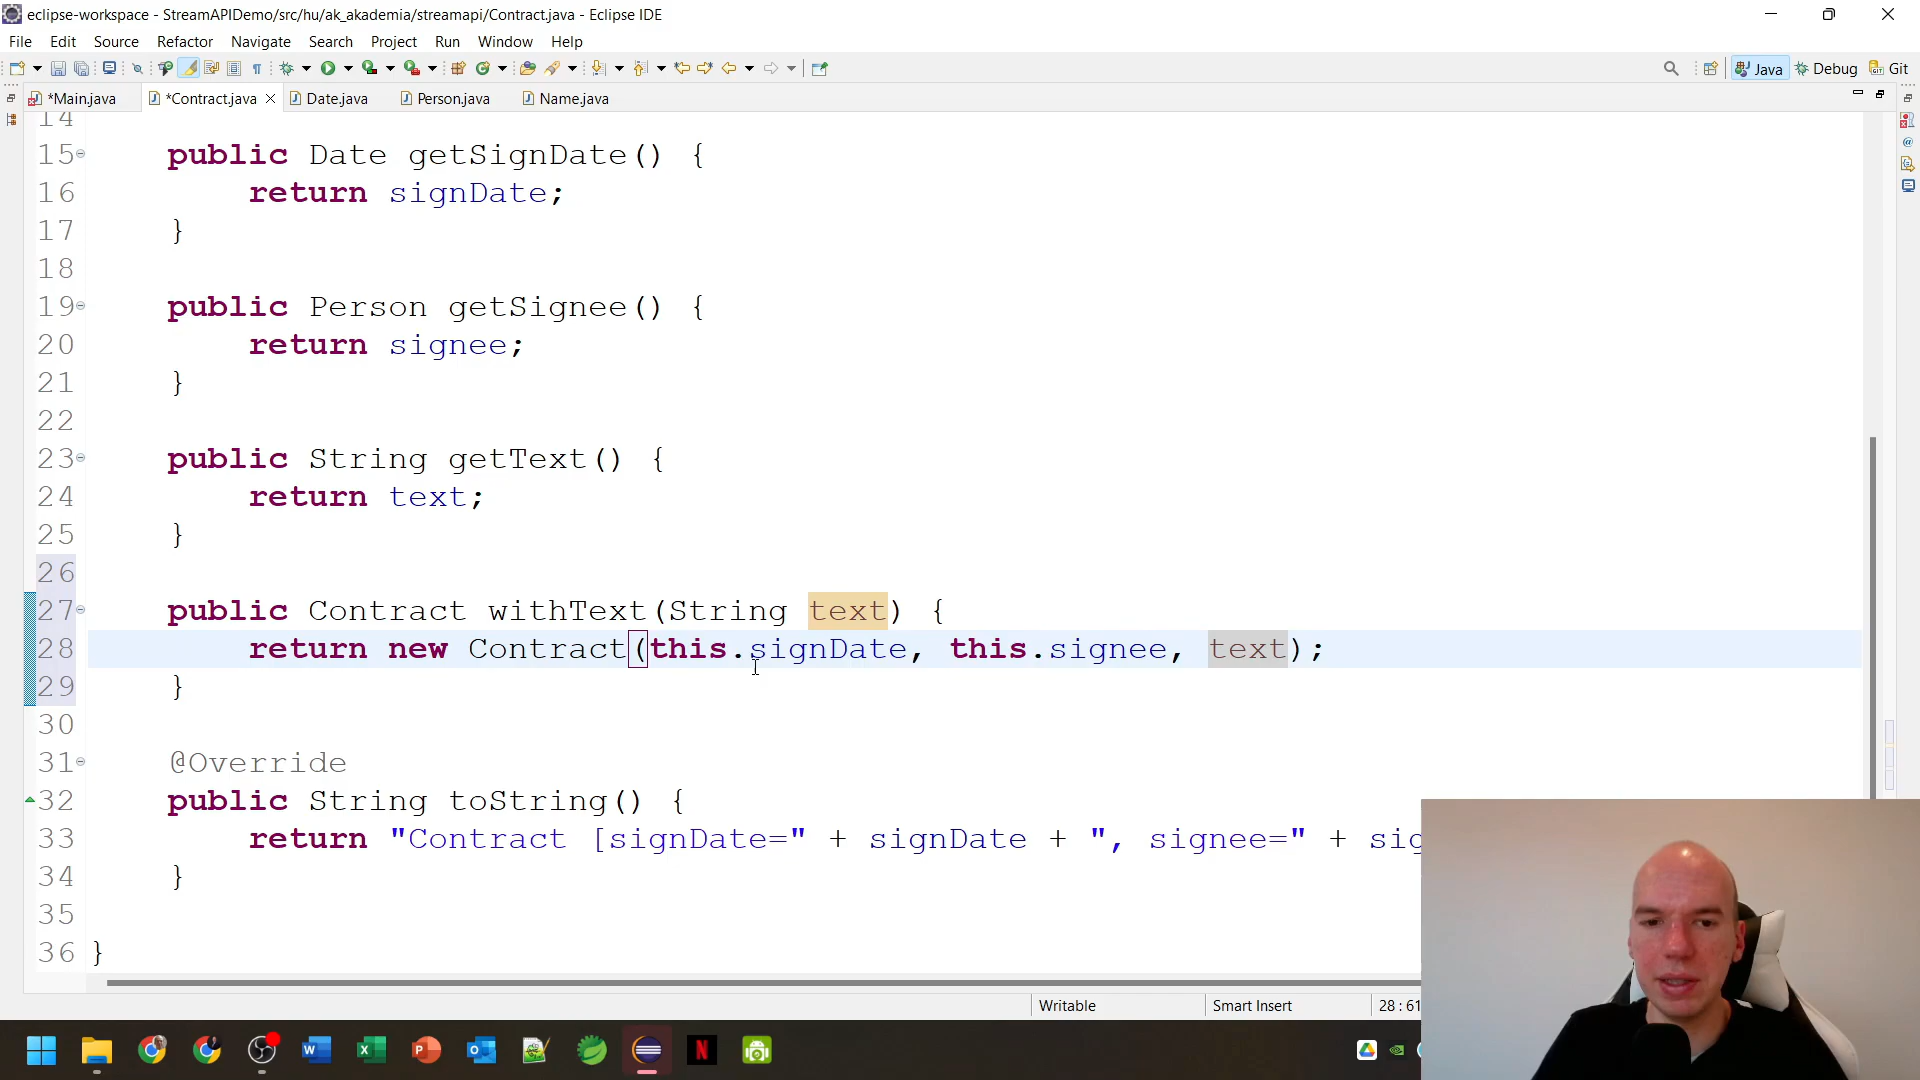 eclipse-workspace - StreamAPIDemo/src/hu/ak_akademia/streamapi/Contract.java - Eclipse IDE
File Edit Source Refactor Navigate Search Project Run Window Help
Java Debug Git
*Main.java *Contract.java Date.java Person.java Name.java
14
15 public Date getSignDate() {
16 return signDate;
17 }
18
19 public Person getSignee() {
20 return signee;
21 }
22
23 public String getText() {
24 return text;
25 }
26
27 public Contract withText(String text) {
28 return new Contract(this.signDate, this.signee, text);
29 }
30
31 @Override
32 public String toString() {
33 return "Contract [signDate=" + signDate + ", signee=" + sig
34 }
35
36 }
Writable Smart Insert 28 : 61